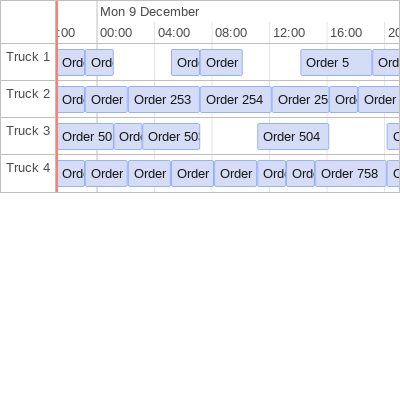 Mon 9 December
:00 00:00 04:00 08:00 12:00 16:00 20
Truck 1 Ord Ord Ord Order Order 5 Ord
Truck 2 Ord Order Order 253 Order 254 Order 25 Ord Order
Truck 3 Order 50 Ord Order 50 Order 504 O
Truck 4 Ord Order Order Order Order Ord Ord Order 758 O